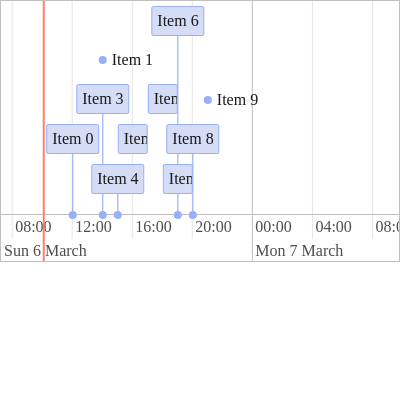 Item 6
Item 1
Item 3
Item 9
Item 0
Item 8
Item 4
08:00 12:00 16:00 20:00 00:00 04:00
Sun 6 March Mon 7 March